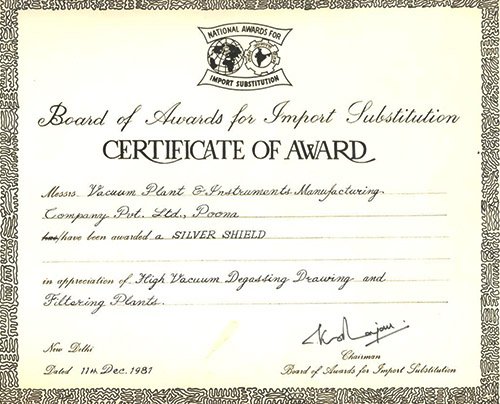 NATIONAL AWARDS FOR
IMPORT SUBSTITUTION
Board of Awards for Import Substitution
CERTIFICATE OF AWARD
Messrs Vacuum Plant & Instruments Manufacturing
Company Pvt. Ltd., Poona
has/have been awarded a SILVER SHIELD
in appreciation of High Vacuum Degassing Drawing and
Filtering Plants.
New Delhi
Dated 11th Dec. 1981
Chairman
Board of Awards for Import Substitution